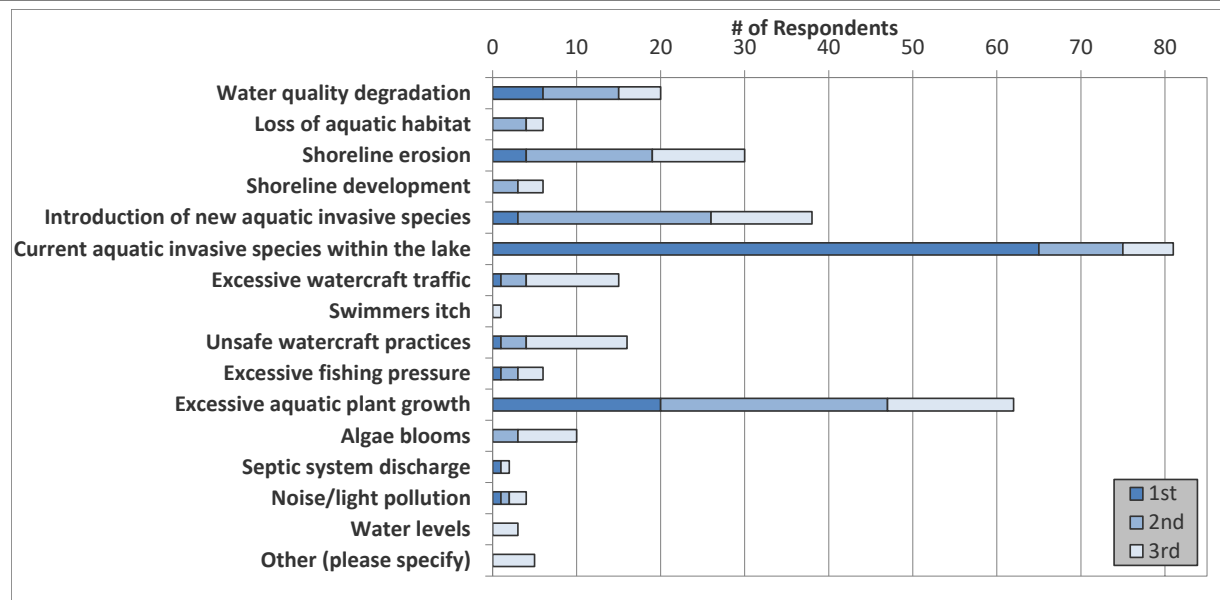 # of Respondents
0 10 20 30 40 50 60 70 80
Water quality degradation
Loss of aquatic habitat
Shoreline erosion
Shoreline development
Introduction of new aquatic invasive species
Current aquatic invasive species within the lake
Excessive watercraft traffic
Swimmers itch
Unsafe watercraft practices
Excessive fishing pressure
Excessive aquatic plant growth
Algae blooms
Septic system discharge
Noise/light pollution
Water levels
Other (please specify)
1st
2nd
3rd